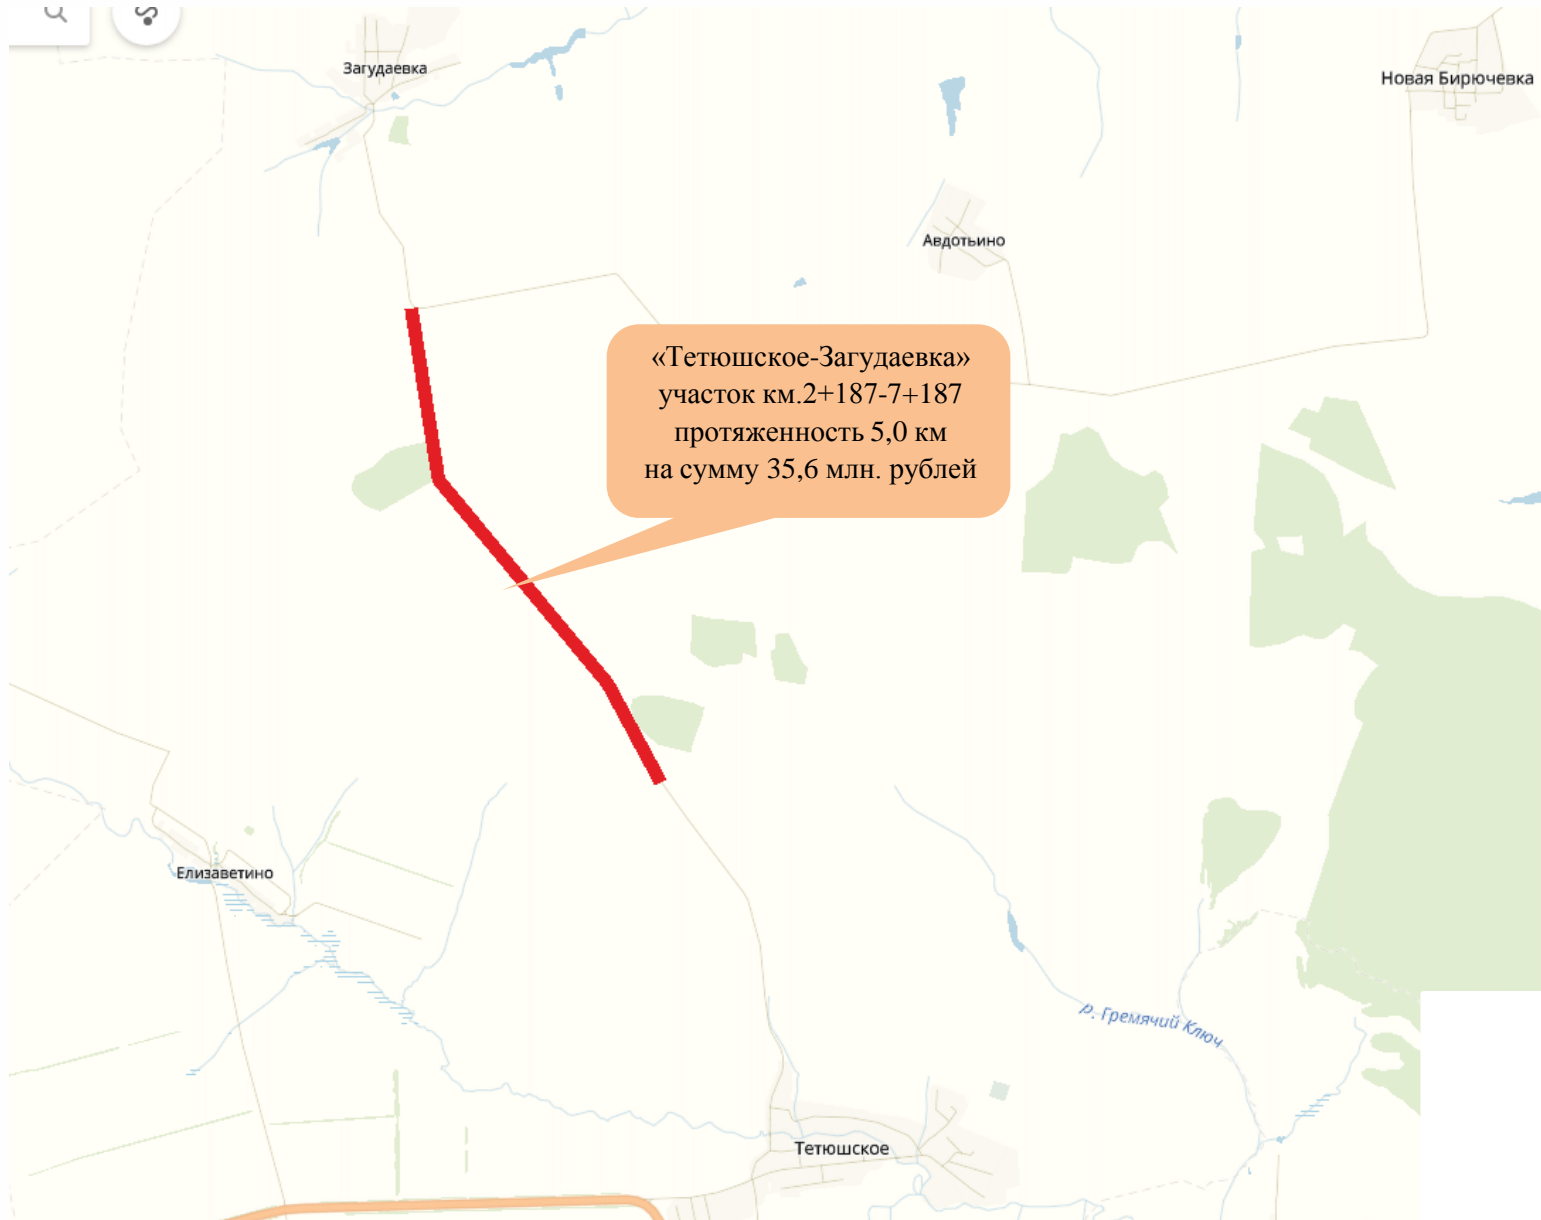 Загудаевка
Новая Бирючевка
Авдотьино
«Тетюшское-Загудаевка»
участок км.2+187-7+187
протяженность 5,0 км
на сумму 35,6 млн. рублей
Елизаветино
р. Гремячий Ключ
Тетюшское